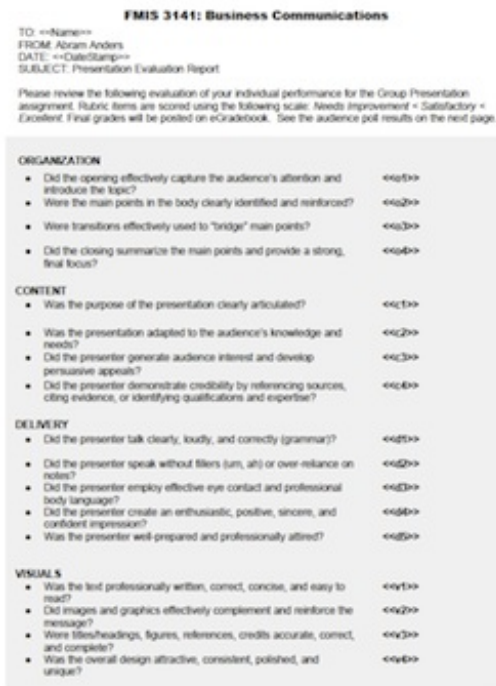 FMIS 3141: Business Communications
TO: <<Name>>
FROM: Abram Anders
DATE: <<DateStamp>>
SUBJECT: Presentation Evaluation Report
Please review the following evaluation of your individual performance for the Group Presentation
assignment. Rubric items are scored using the following scale: Needs Improvement < Satisfactory <
Excellent. Final grades will be posted on eGradebook. See the audience poll results on the next page.
ORGANIZATION
• Did the opening effectively capture the audience's attention and <<o1>>
introduce the topic?
• Were the main points in the body clearly identified and reinforced? <<o2>>
• Were transitions effectively used to "bridge" main points? <<o3>>
• Did the closing summarize the main points and provide a strong, <<o4>>
final focus?
CONTENT
• Was the purpose of the presentation clearly articulated? <<c1>>
• Was the presentation adapted to the audience's knowledge and <<c2>>
needs?
• Did the presenter generate audience interest and develop <<c3>>
persuasive appeals?
• Did the presenter demonstrate credibility by referencing sources, <<c4>>
citing evidence, or identifying qualifications and expertise?
DELIVERY
• Did the presenter talk clearly, loudly, and correctly (grammar)? <<d1>>
• Did the presenter speak without fillers (um, ah) or over-reliance on <<d2>>
notes?
• Did the presenter employ effective eye contact and professional <<d3>>
body language?
• Did the presenter create an enthusiastic, positive, sincere, and <<d4>>
confident impression?
• Was the presenter well-prepared and professionally attired? <<d5>>
VISUALS
• Was the text professionally written, correct, concise, and easy to <<v1>>
read?
• Did images and graphics effectively complement and reinforce the <<v2>>
message?
• Were titles/headings, figures, references, credits accurate, correct, <<v3>>
and complete?
• Was the overall design attractive, consistent, polished, and
unique?